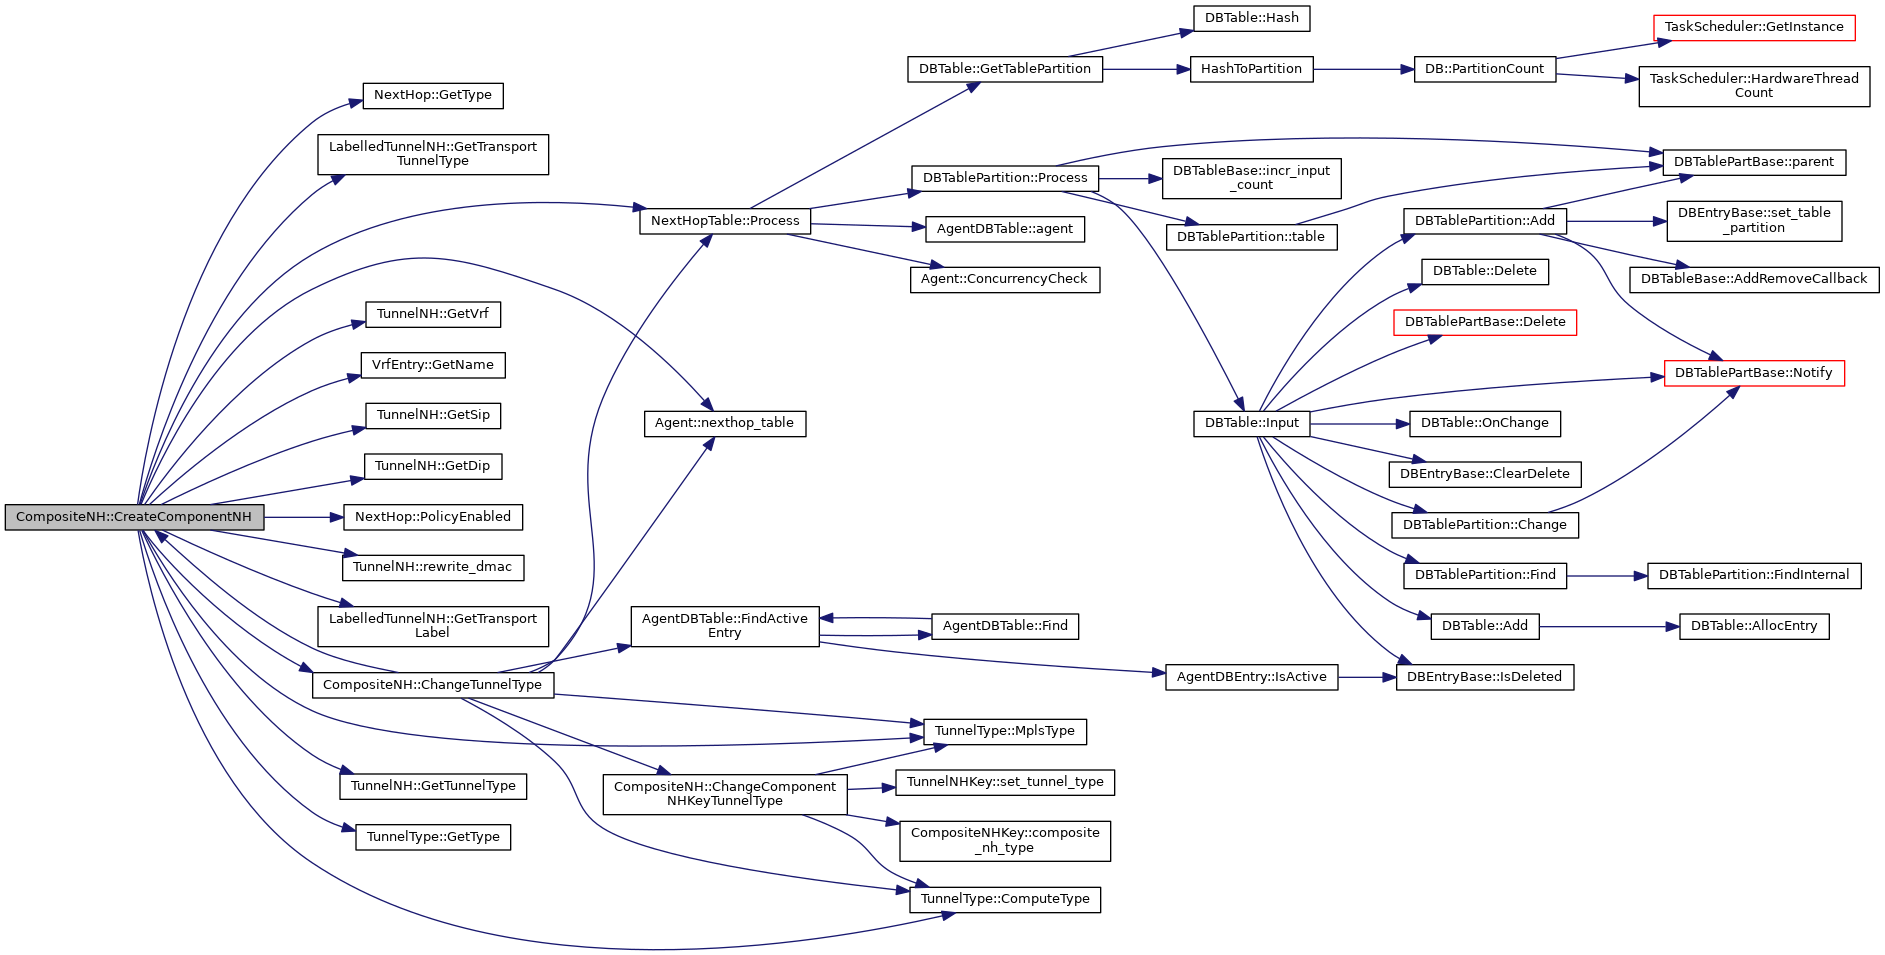 CompositeNH::CreateComponentNH
NextHop::GetType
LabelledTunnelNH::GetTransport
TunnelType
NextHopTable::Process
TunnelNH::GetVrf
VrfEntry::GetName
TunnelNH::GetSip
TunnelNH::GetDip
NextHop::PolicyEnabled
TunnelNH::rewrite_dmac
LabelledTunnelNH::GetTransport
Label
CompositeNH::ChangeTunnelType
TunnelNH::GetTunnelType
TunnelType::GetType
Agent::nexthop_table
AgentDBTable::FindActive
Entry
CompositeNH::ChangeComponent
NHKeyTunnelType
DBTable::GetTablePartition
DBTablePartition::Process
AgentDBTable::agent
Agent::ConcurrencyCheck
AgentDBTable::Find
TunnelType::MplsType
TunnelNHKey::set_tunnel_type
CompositeNHKey::composite
_nh_type
TunnelType::ComputeType
DBTable::Hash
HashToPartition
DBTableBase::incr_input
_count
DBTablePartition::table
DBTable::Input
AgentDBEntry::IsActive
DB::PartitionCount
DBTablePartition::Add
DBTable::Delete
DBTablePartBase::Delete
DBTable::OnChange
DBEntryBase::ClearDelete
DBTablePartition::Change
DBTablePartition::Find
DBTable::Add
DBEntryBase::IsDeleted
TaskScheduler::GetInstance
TaskScheduler::HardwareThread
Count
DBTablePartBase::parent
DBEntryBase::set_table
_partition
DBTableBase::AddRemoveCallback
DBTablePartBase::Notify
DBTablePartition::FindInternal
DBTable::AllocEntry